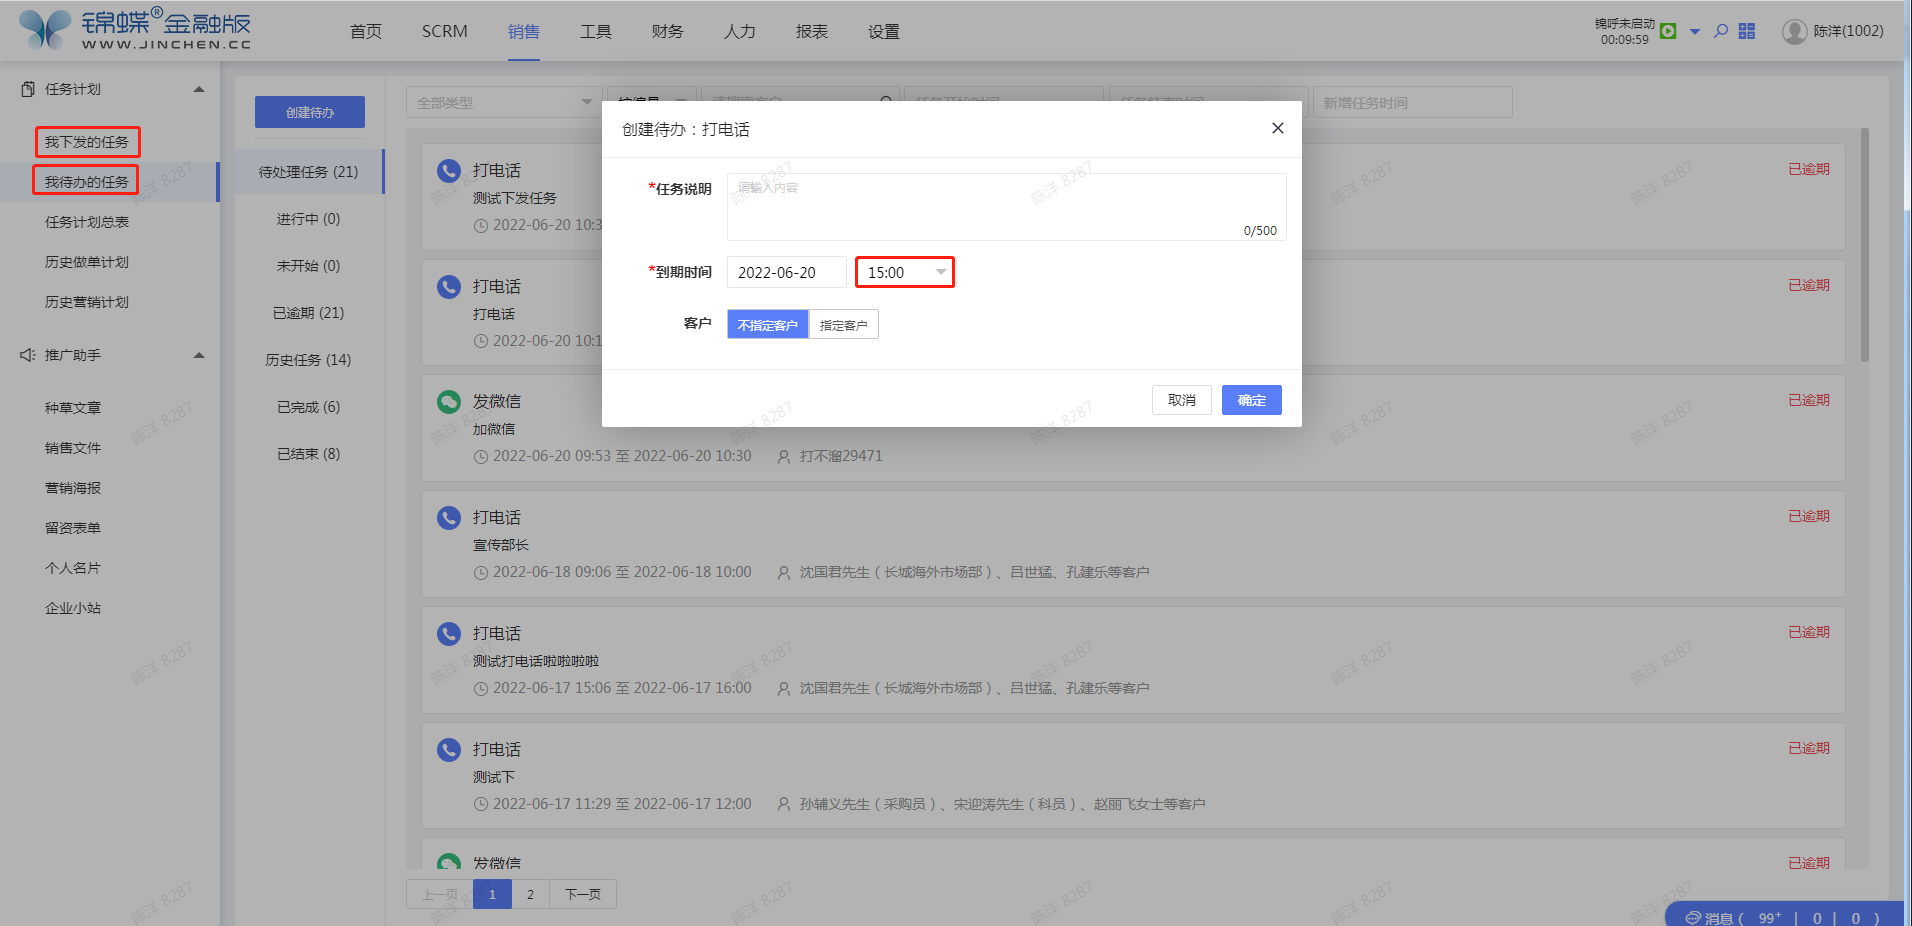 锦蝶®金融版
WWW.JINCHEN.CC
首页 SCRM 销售 工具 财务 人力 报表 设置
锦呼未启动
00:09:59
陈洋(1002)
任务计划
我下发的任务
我待办的任务
任务计划总表
历史做单计划
历史营销计划
推广助手
种草文章
销售文件
营销海报
留资表单
个人名片
企业小站
创建待办
待处理任务 (21)
进行中 (0)
未开始 (0)
已逾期 (21)
历史任务 (14)
已完成 (6)
已结束 (8)
全部类型 新增任务时间
创建待办：打电话
*任务说明 请输入内容
0/500
*到期时间 2022-06-20 15:00
客户 不指定客户 指定客户
取消 确定
打电话 已逾期
测试下发任务
2022-06-20 10:3
打电话 已逾期
打电话
2022-06-20 10:1
发微信 已逾期
加微信
2022-06-20 09:53 至 2022-06-20 10:30 打不溜29471
打电话 已逾期
宣传部长
2022-06-18 09:06 至 2022-06-18 10:00 沈国君先生（长城海外市场部）、吕世猛、孔建乐等客户
打电话 已逾期
测试打电话啦啦啦啦
2022-06-17 15:06 至 2022-06-17 16:00 沈国君先生（长城海外市场部）、吕世猛、孔建乐等客户
打电话 已逾期
测试下
2022-06-17 11:29 至 2022-06-17 12:00 孙辅义先生（采购员）、宋迎涛先生（科员）、赵丽飞女士等客户
发微信 已逾期
上一页 1 2 下一页
消息 ( 99+ | 0 | 0 )
陈洋 8287